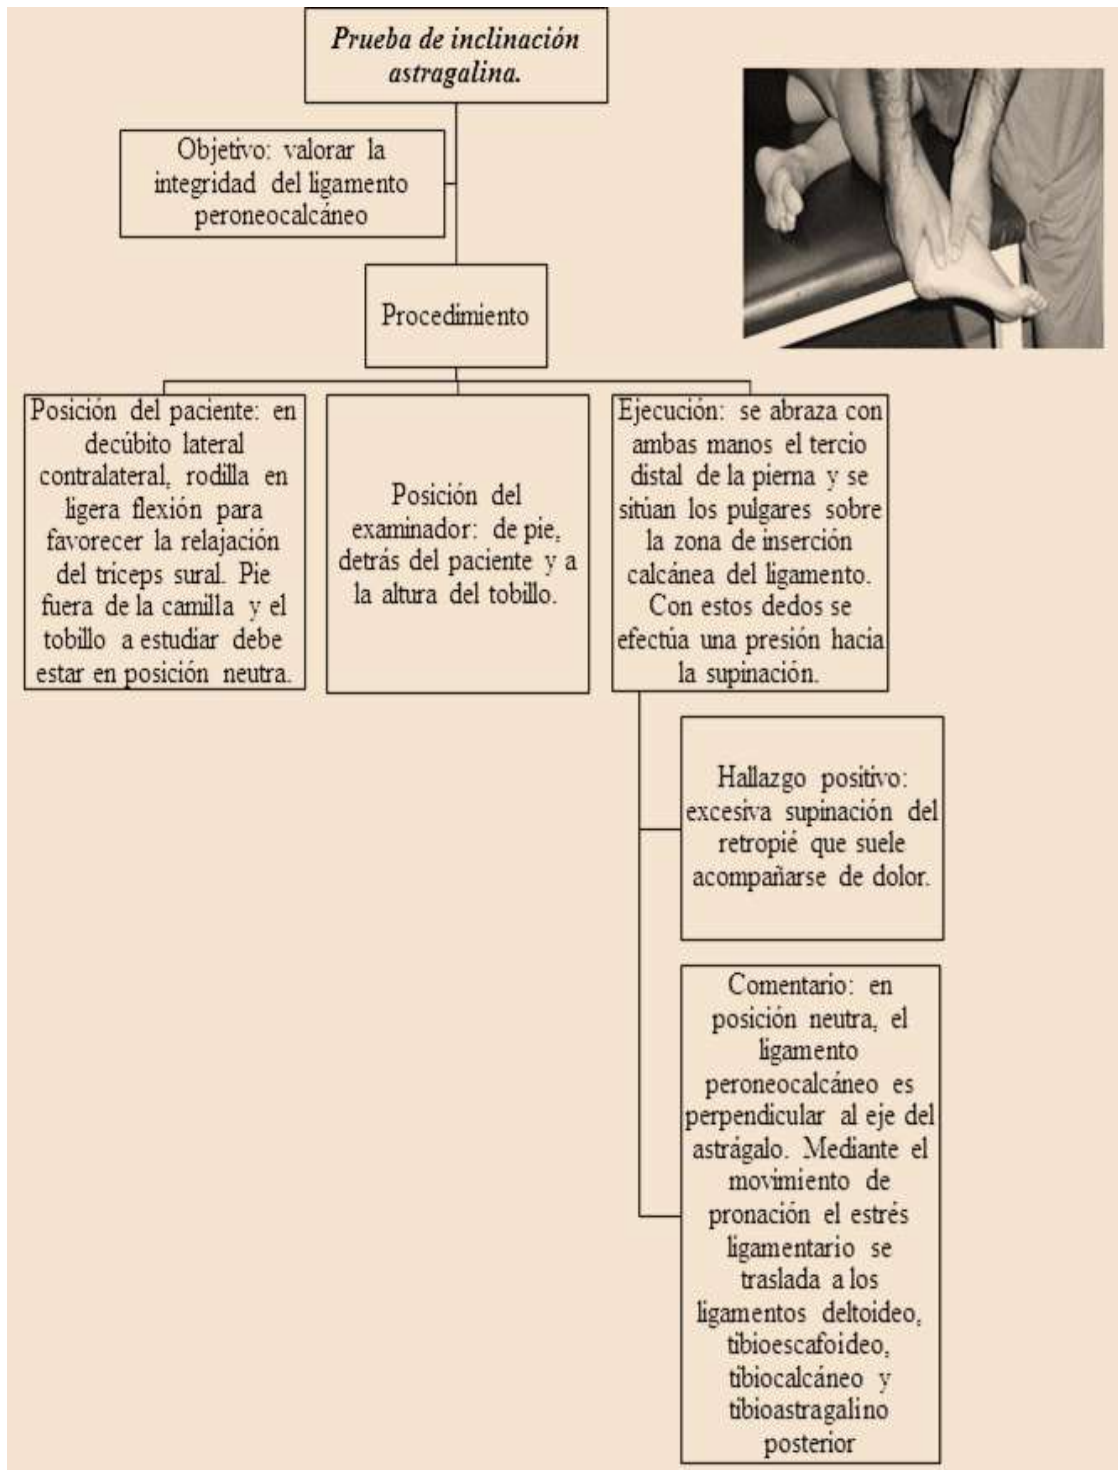 Prueba de inclinación
astragalina.
Objetivo: valorar la
integridad del ligamento
peroneocalcáneo
Procedimiento
Posición del paciente: en
decúbito lateral
contralateral, rodilla en
ligera flexión para
favorecer la relajación
del tríceps sural. Pie
fuera de la camilla y el
tobillo a estudiar debe
estar en posición neutra.
Posición del
examinador: de pie,
detrás del paciente y a
la altura del tobillo.
Ejecución: se abraza con
ambas manos el tercio
distal de la pierna y se
sitúan los pulgares sobre
la zona de inserción
calcánea del ligamento.
Con estos dedos se
efectúa una presión hacia
la supinación.
Hallazgo positivo:
excesiva supinación del
retropié que suele
acompañarse de dolor.
Comentario: en
posición neutra, el
ligamento
peroneocalcáneo es
perpendicular al eje del
astrágalo. Mediante el
movimiento de
pronación el estrés
ligamentario se
traslada a los
ligamentos deltoideo,
tibioescafoideo,
tibiocalcáneo y
tibioastragalino
posterior